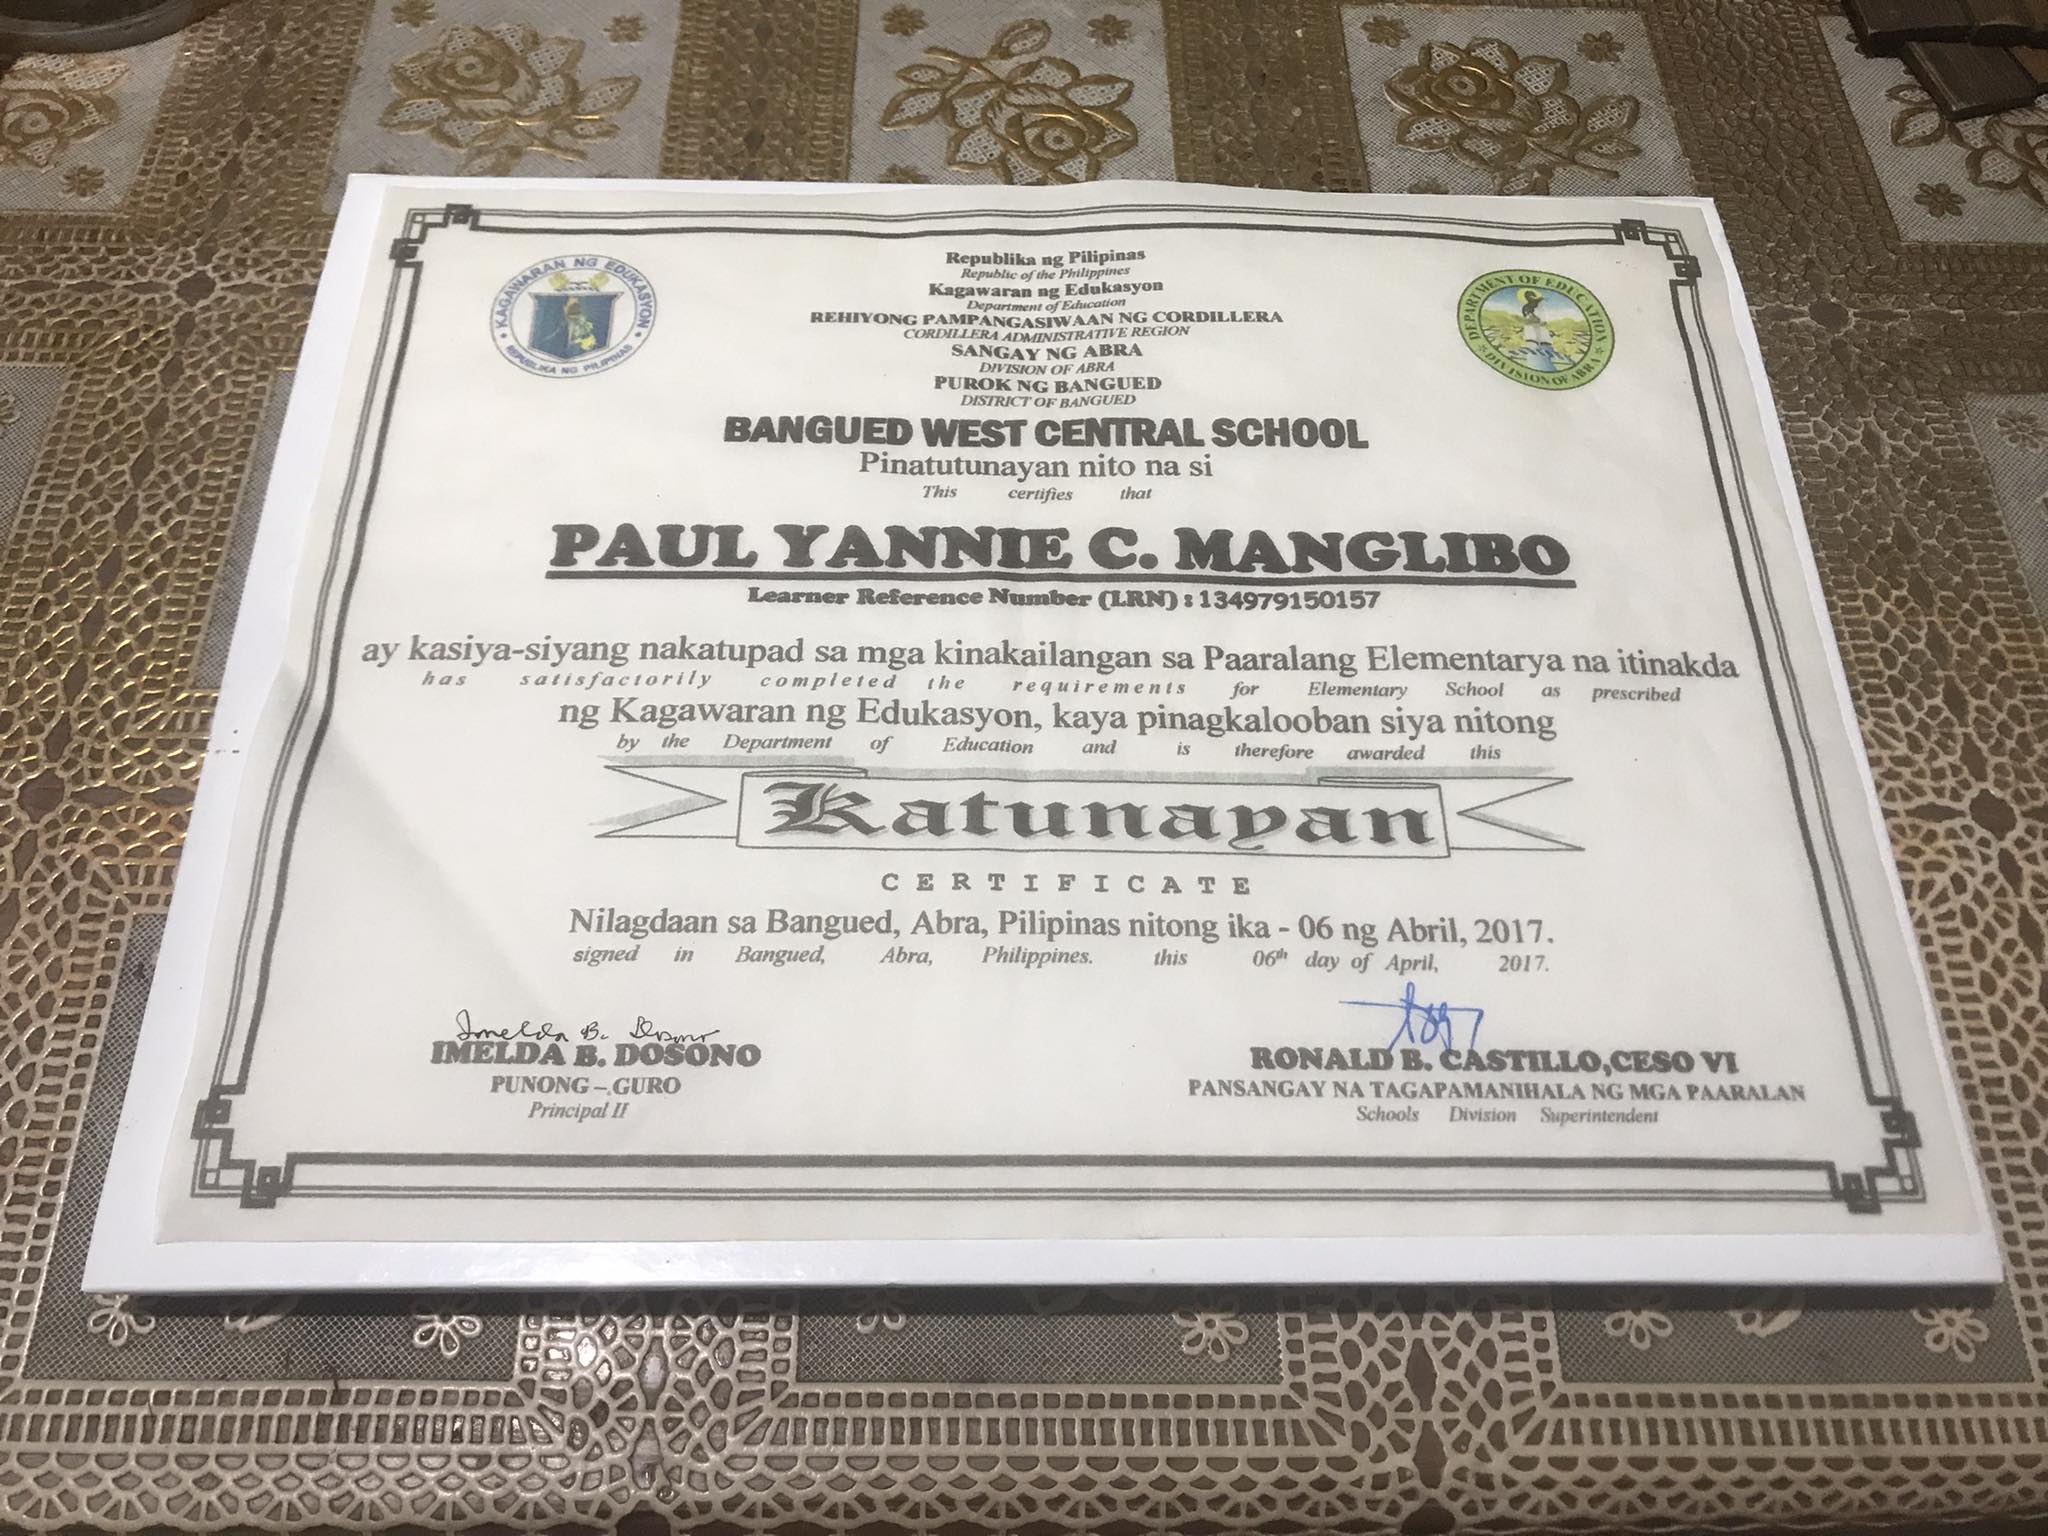 KAGAWARAN NG EDUKASYON
REPUBLIKA NG PILIPINAS
DEPARTMENT OF EDUCATION
DIVISION OF ABRA
Republika ng Pilipinas
Republic of the Philippines
Kagawaran ng Edukasyon
Department of Education
REHIYONG PAMPANGASIWAAN NG CORDILLERA
CORDILLERA ADMINISTRATIVE REGION
SANGAY NG ABRA
DIVISION OF ABRA
PUROK NG BANGUED
DISTRICT OF BANGUED
BANGUED WEST CENTRAL SCHOOL
Pinatutunayan nito na si
This certifies that
PAUL YANNIE C. MANGLIBO
Learner Reference Number (LRN) : 134979150157
ay kasiya-siyang nakatupad sa mga kinakailangan sa Paaralang Elementarya na itinakda
has satisfactorily completed the requirements for Elementary School as prescribed
ng Kagawaran ng Edukasyon, kaya pinagkalooban siya nitong
by the Department of Education and is therefore awarded this
Katunayan
CERTIFICATE
Nilagdaan sa Bangued, Abra, Pilipinas nitong ika - 06 ng Abril, 2017.
signed in Bangued, Abra, Philippines. this 06th day of April, 2017.
Imelda B. Dosono
IMELDA B. DOSONO
PUNONG – GURO
Principal II
RONALD B. CASTILLO,CESO VI
PANSANGAY NA TAGAPAMANIHALA NG MGA PAARALAN
Schools Division Superintendent